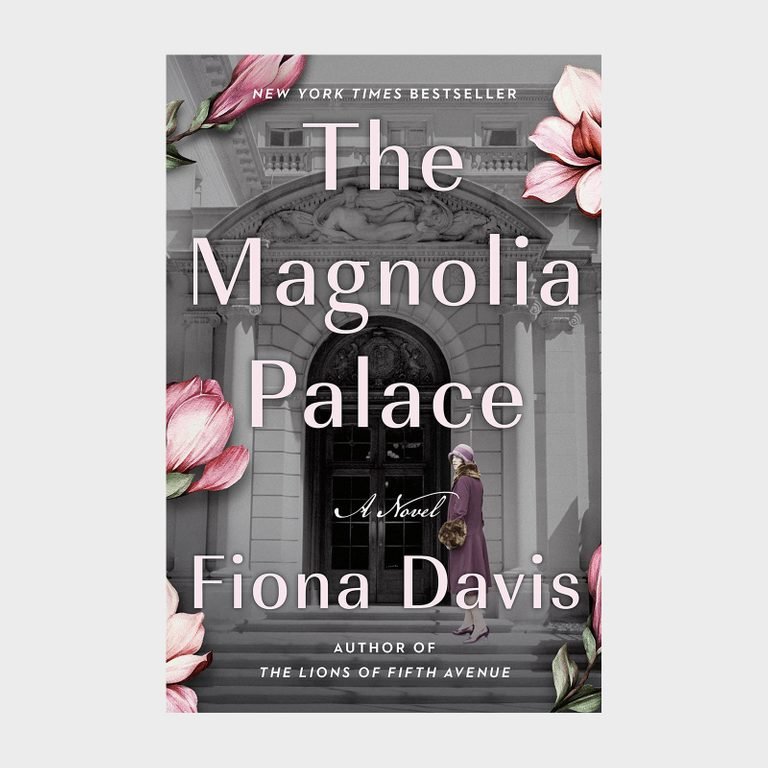 NEW YORK TIMES BESTSELLER
The
Magnolia
Palace
A Novel
Fiona Davis
AUTHOR OF
THE LIONS OF FIFTH AVENUE